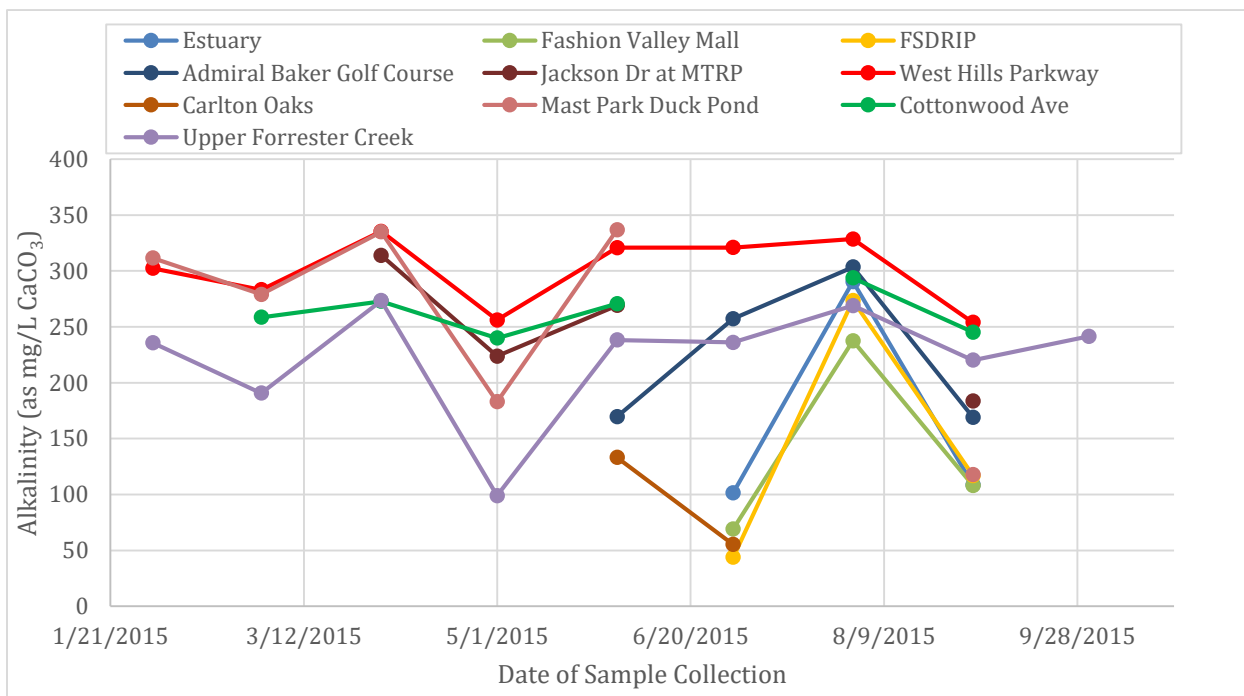 Estuary Fashion Valley Mall FSDRIP
Admiral Baker Golf Course Jackson Dr at MTRP West Hills Parkway
Carlton Oaks Mast Park Duck Pond Cottonwood Ave
Upper Forrester Creek
400
350
300
250
200
150
100
50
0
Alkalinity (as mg/L CaCO₃)
1/21/2015 3/12/2015 5/1/2015 6/20/2015 8/9/2015 9/28/2015
Date of Sample Collection